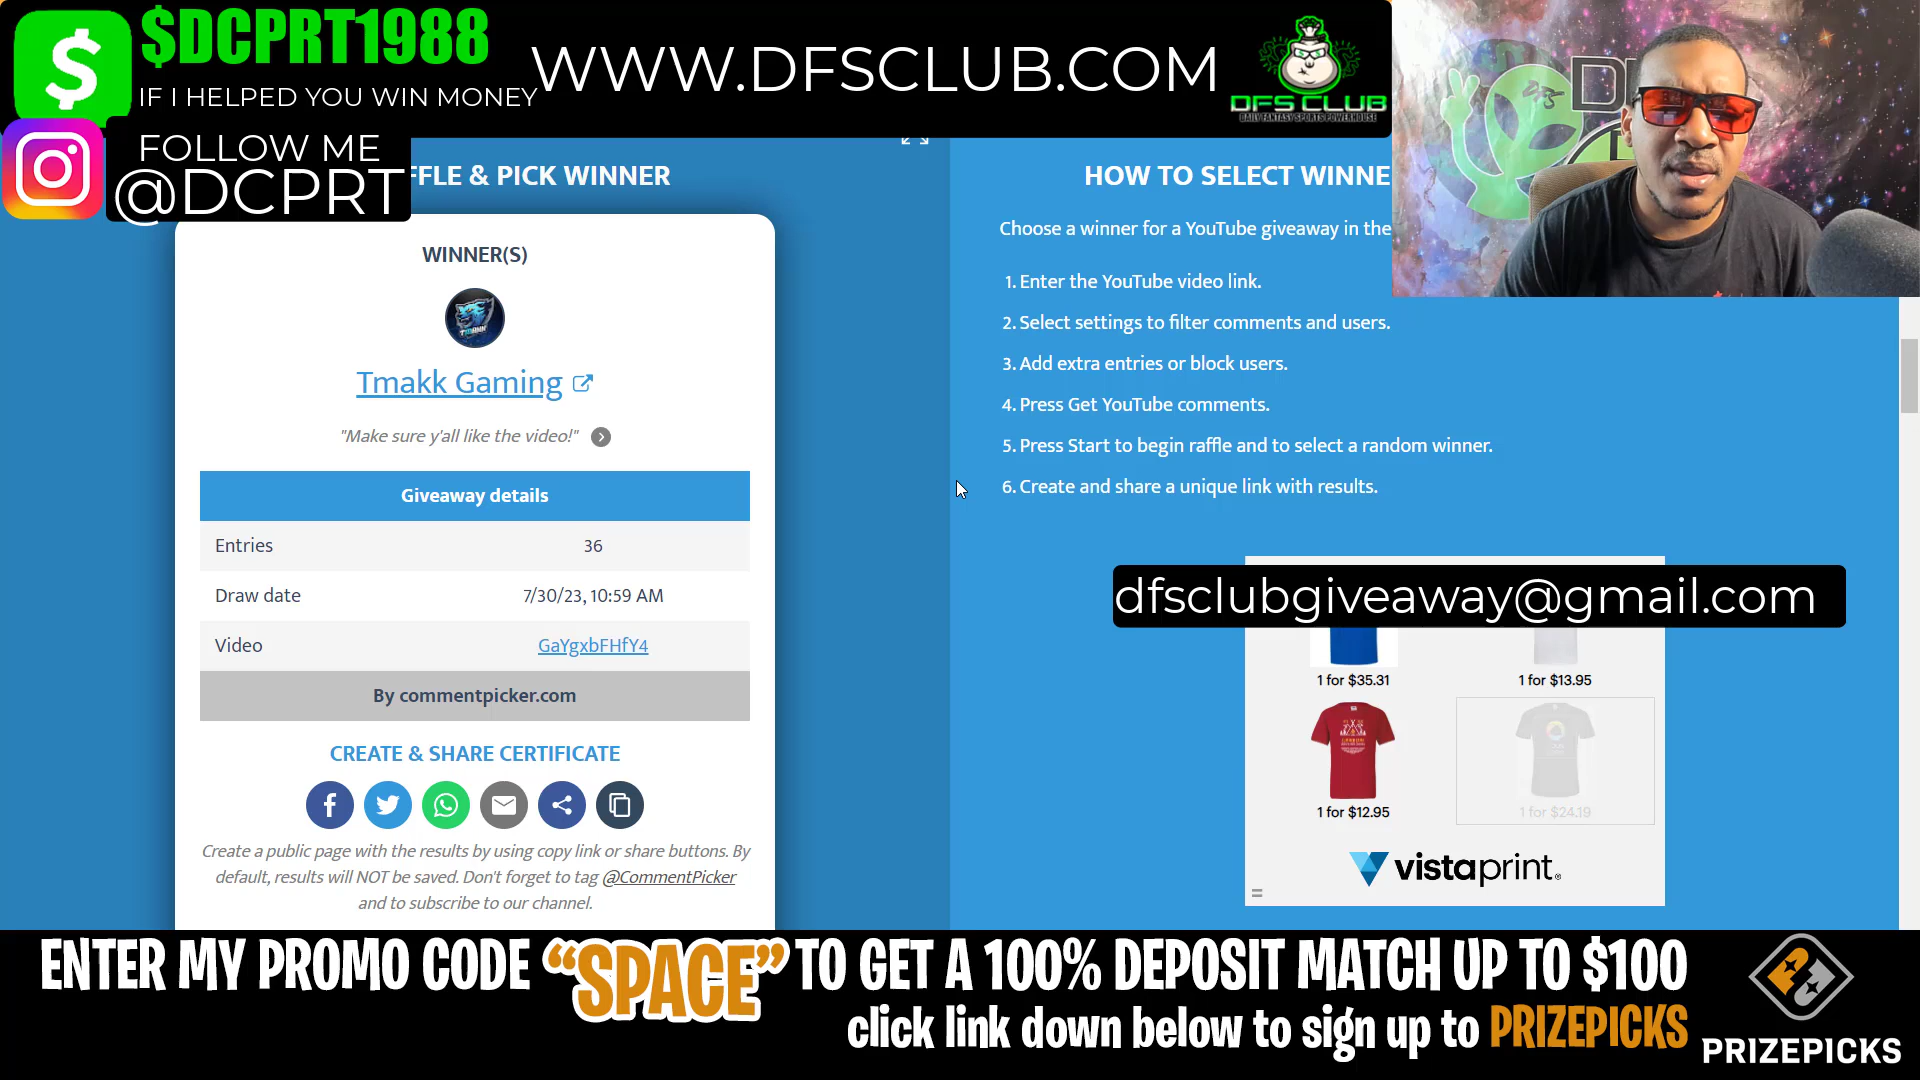 $DCPRT1988
IF I HELPED YOU WIN MONEY
WWW.DFSCLUB.COM
DFS CLUB
DAILY FANTASY SPORTS POWERHOUSE
FOLLOW ME
@DCPRT
FFLE & PICK WINNER
WINNER(S)
Tmakk Gaming
"Make sure y'all like the video!"
Giveaway details
Entries 36
Draw date 7/30/23, 10:59 AM
Video GaYgxbFHfY4
By commentpicker.com
CREATE & SHARE CERTIFICATE
Create a public page with the results by using copy link or share buttons. By
default, results will NOT be saved. Don't forget to tag @CommentPicker
and to subscribe to our channel.
HOW TO SELECT WINNE
Choose a winner for a YouTube giveaway in the
1. Enter the YouTube video link.
2. Select settings to filter comments and users.
3. Add extra entries or block users.
4. Press Get YouTube comments.
5. Press Start to begin raffle and to select a random winner.
6. Create and share a unique link with results.
dfsclubgiveaway@gmail.com
1 for $35.31
1 for $13.95
1 for $12.95
1 for $24.19
vistaprint.
ENTER MY PROMO CODE “SPACE” TO GET A 100% DEPOSIT MATCH UP TO $100
click link down below to sign up to PRIZEPICKS
PRIZEPICKS